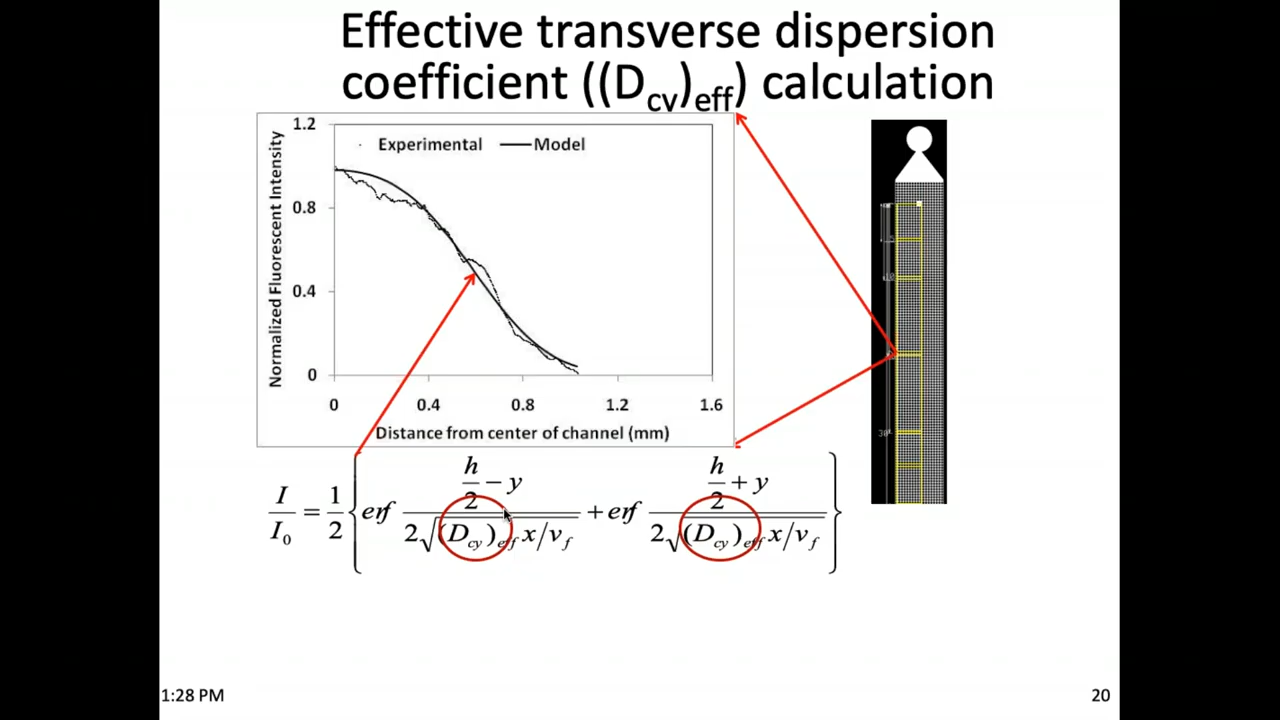 Effective transverse dispersion
coefficient ((D_cy)_eff) calculation
1.2
Experimental — Model
0.8
0.4
0
Normalized Fluorescent Intensity
0 0.4 0.8 1.2 1.6
Distance from center of channel (mm)
I/I_0 = 1/2 { erf (h/2 − y)/(2√((D_cy)_eff x/v_f)) + erf (h/2 + y)/(2√((D_cy)_eff x/v_f)) }
1:28 PM
20